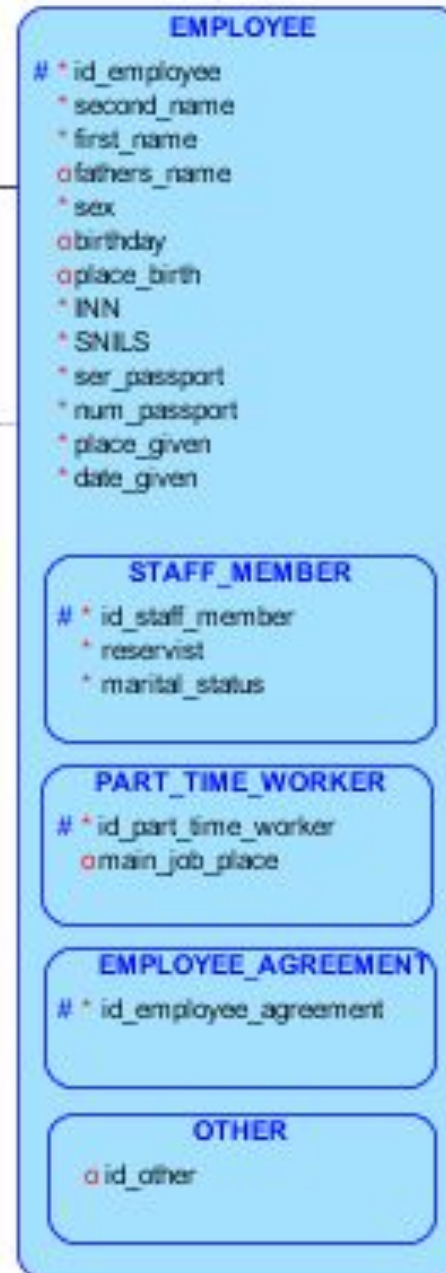 EMPLOYEE
# * id_employee
* second_name
* first_name
o fathers_name
* sex
o birthday
o place_birth
* INN
* SNILS
* ser_passport
* num_passport
* place_given
* date_given
STAFF_MEMBER
# * id_staff_member
* reservist
* marital_status
PART_TIME_WORKER
# * id_part_time_worker
o main_job_place
EMPLOYEE_AGREEMENT
# * id_employee_agreement
OTHER
o id_other